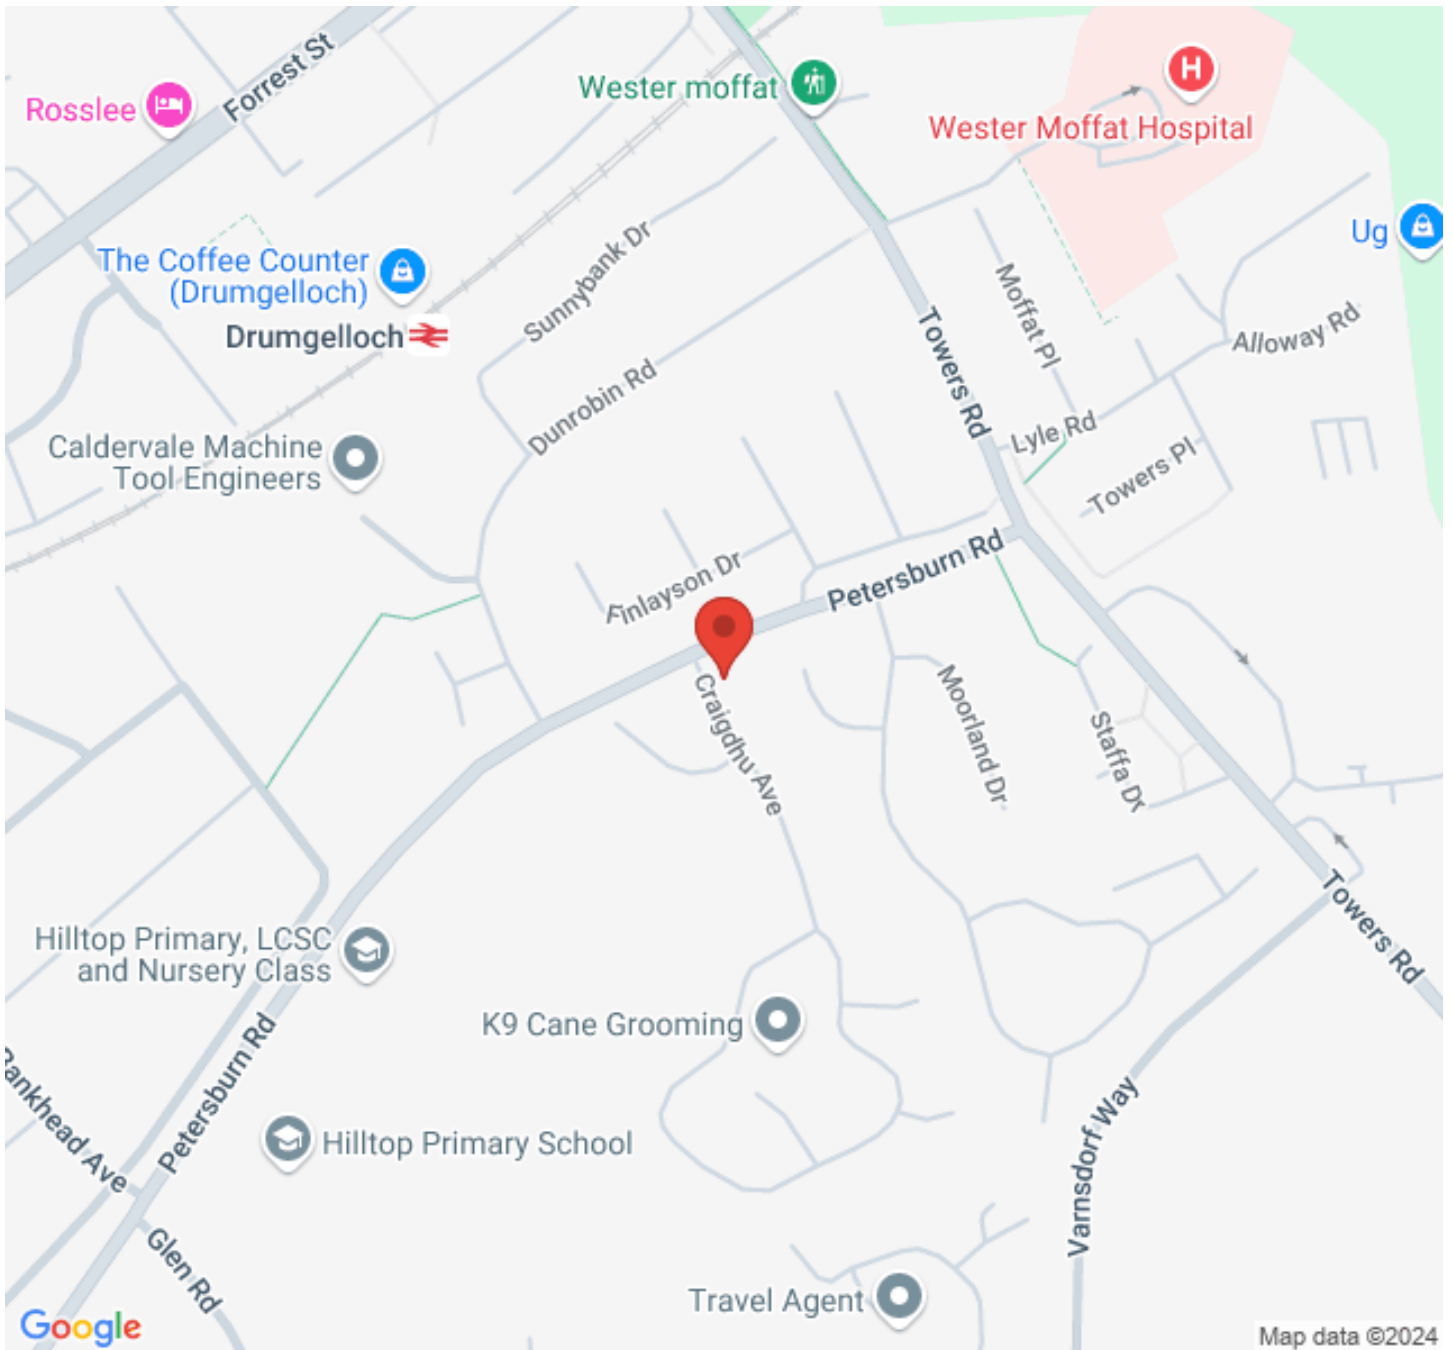 Forrest St
Rosslee
Wester moffat
Wester Moffat Hospital
Ug
The Coffee Counter
(Drumgelloch)
Drumgelloch
Sunnybank Dr
Dunrobin Rd
Towers Rd
Moffat Pl
Alloway Rd
Lyle Rd
Towers Pl
Caldervale Machine
Tool Engineers
Finlayson Dr
Petersburn Rd
Craigdhu Ave
Moorland Dr
Staffa Dr
Towers Rd
Hilltop Primary, LCSC
and Nursery Class
K9 Cane Grooming
Petersburn Rd
Bankhead Ave
Hilltop Primary School
Varnsdorf Way
Glen Rd
Travel Agent
Google
Map data ©2024